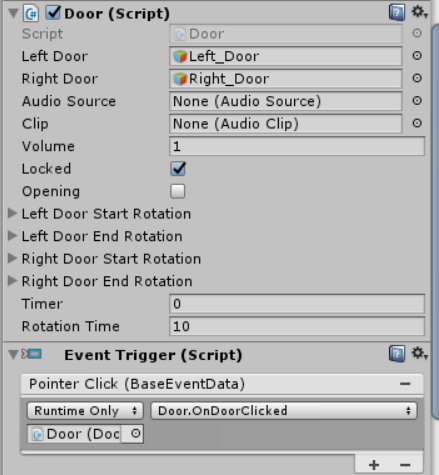 Door (Script)
Script Door
Left Door Left_Door
Right Door Right_Door
Audio Source None (Audio Source)
Clip None (Audio Clip)
Volume 1
Locked
Opening
Left Door Start Rotation
Left Door End Rotation
Right Door Start Rotation
Right Door End Rotation
Timer 0
Rotation Time 10
Event Trigger (Script)
Pointer Click (BaseEventData)
Runtime Only Door.OnDoorClicked
Door (Doo